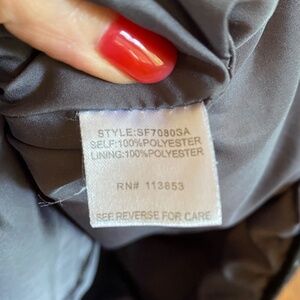 STYLE:SF7080SA
SELF:100%POLYESTER
LINING:100%POLYESTER
RN# 113853
SEE REVERSE FOR CARE